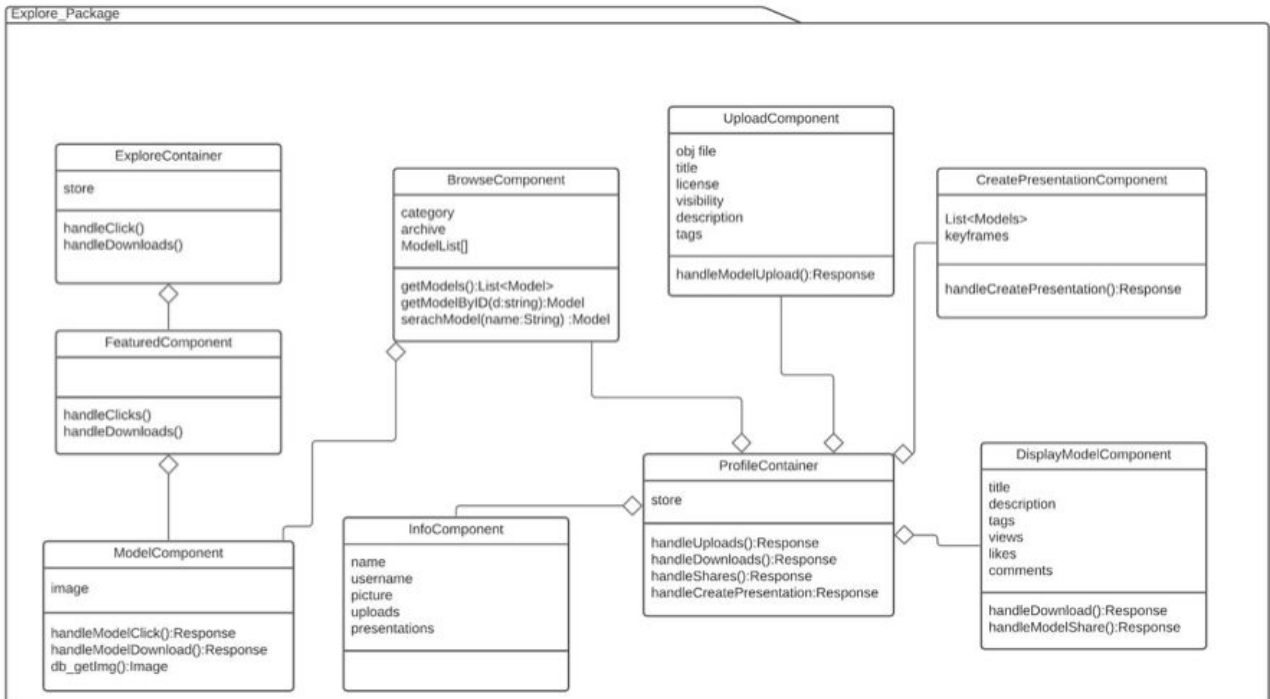 Explore_Package
ExploreContainer
store
handleClick()
handleDownloads()
FeaturedComponent
handleClicks()
handleDownloads()
ModelComponent
image
handleModelClick():Response
handleModelDownload():Response
db_getImg():Image
BrowseComponent
category
archive
ModelList[]
getModels():List<Model>
getModelByID(d:string):Model
serachModel(name:String) :Model
InfoComponent
name
username
picture
uploads
presentations
UploadComponent
obj file
title
license
visibility
description
tags
handleModelUpload():Response
ProfileContainer
store
handleUploads():Response
handleDownloads():Response
handleShares():Response
handleCreatePresentation:Response
CreatePresentationComponent
List<Models>
keyframes
handleCreatePresentation():Response
DisplayModelComponent
title
description
tags
views
likes
comments
handleDownload():Response
handleModelShare():Response